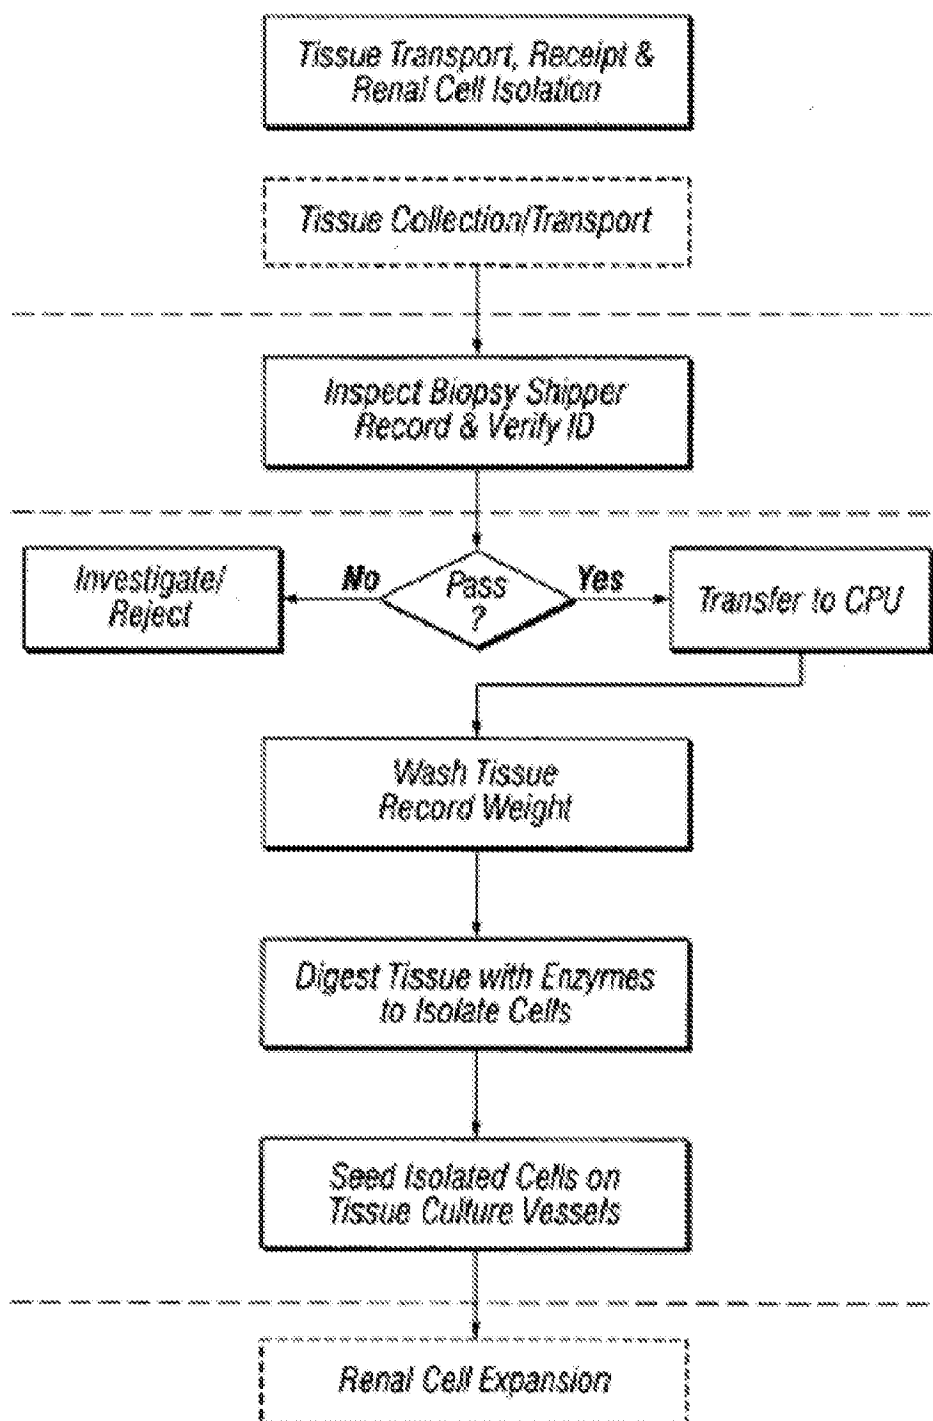 Tissue Transport, Receipt &
Renal Cell Isolation
Tissue Collection/Transport
Inspect Biopsy Shipper
Record & Verify ID
Investigate/
Reject
No
Pass
?
Yes
Transfer to CPU
Wash Tissue
Record Weight
Digest Tissue with Enzymes
to Isolate Cells
Seed Isolated Cells on
Tissue Culture Vessels
Renal Cell Expansion